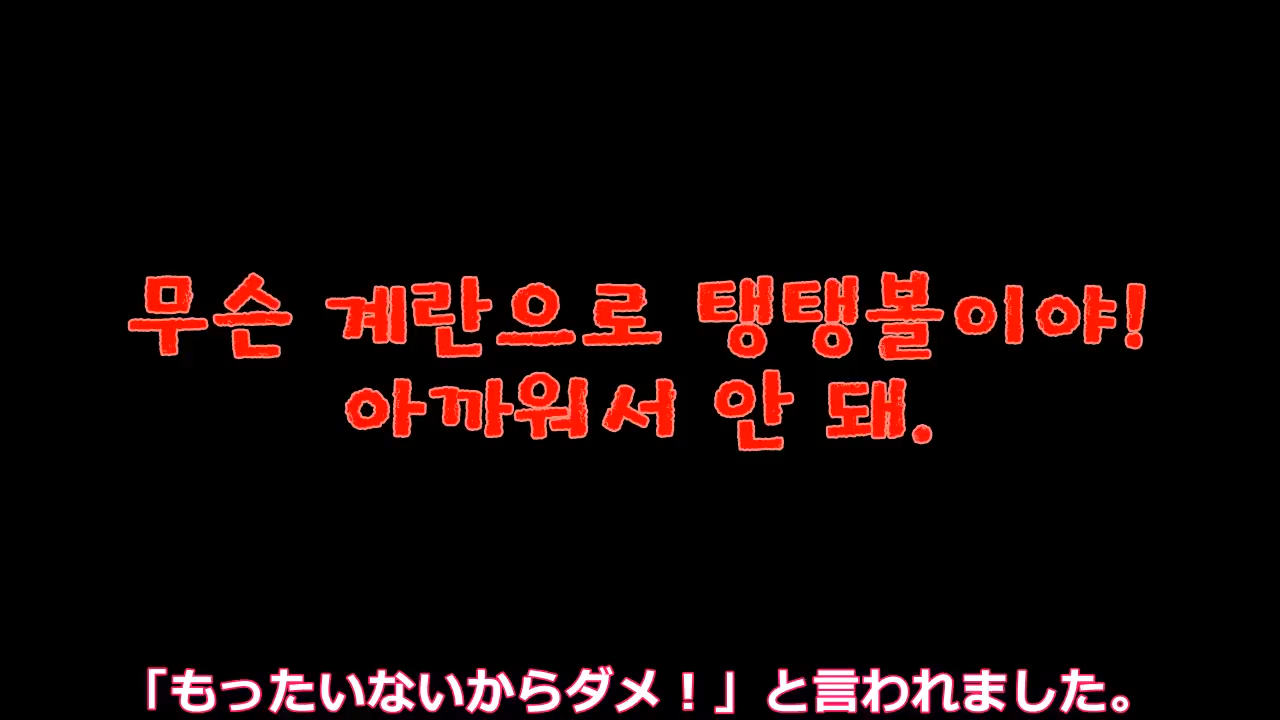 무슨 계란으로 탱탱볼이야!
아까워서 안 돼.
「もったいないからダメ！」と言われました。